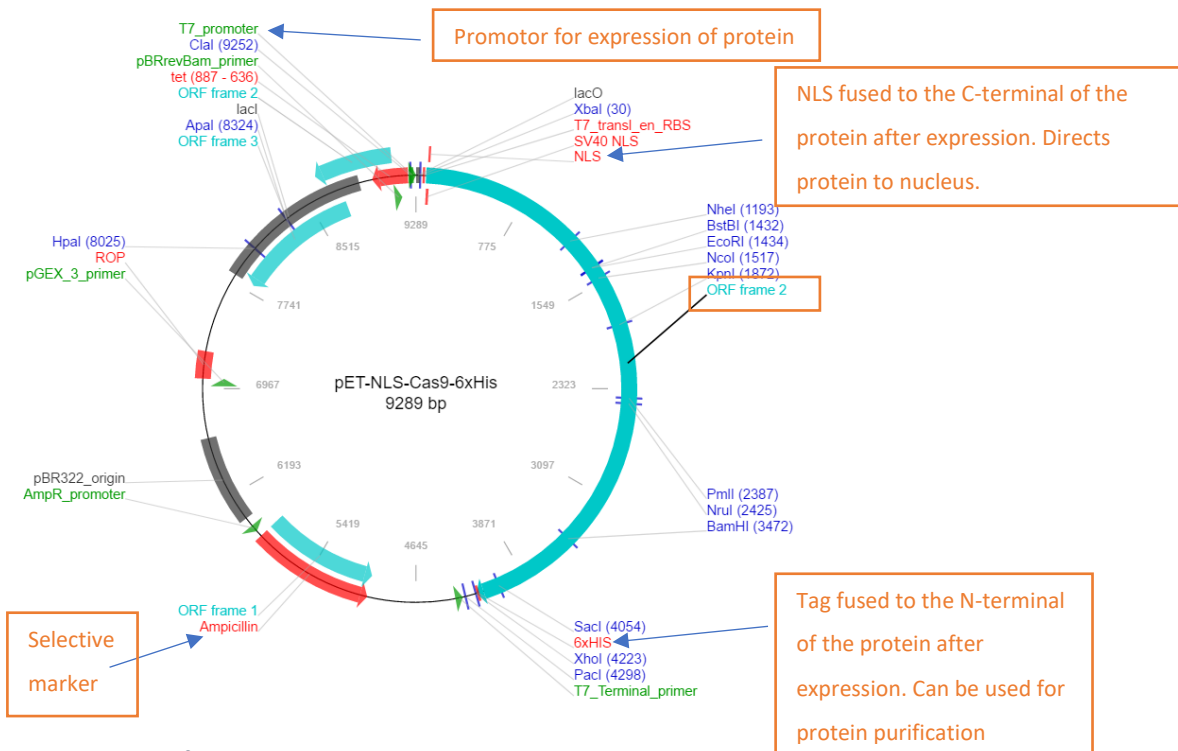 T7_promoter
ClaI (9252)
pBRrevBam_primer
tet (887 - 636)
ORF frame 2
lacI
ApaI (8324)
ORF frame 3
Promotor for expression of protein
lacO
XbaI (30)
T7_transl_en_RBS
SV40 NLS
NLS
NLS fused to the C-terminal of the
protein after expression. Directs
protein to nucleus.
HpaI (8025)
ROP
pGEX_3_primer
NheI (1193)
BstBI (1432)
EcoRI (1434)
NcoI (1517)
KpnI (1872)
ORF frame 2
9289
775
1549
2323
3097
3871
4645
5419
6193
6967
7741
8515
pET-NLS-Cas9-6xHis
9289 bp
pBR322_origin
AmpR_promoter
PmlI (2387)
NruI (2425)
BamHI (3472)
ORF frame 1
Ampicillin
Selective
marker
SacI (4054)
6xHIS
XhoI (4223)
PacI (4298)
T7_Terminal_primer
Tag fused to the N-terminal
of the protein after
expression. Can be used for
protein purification